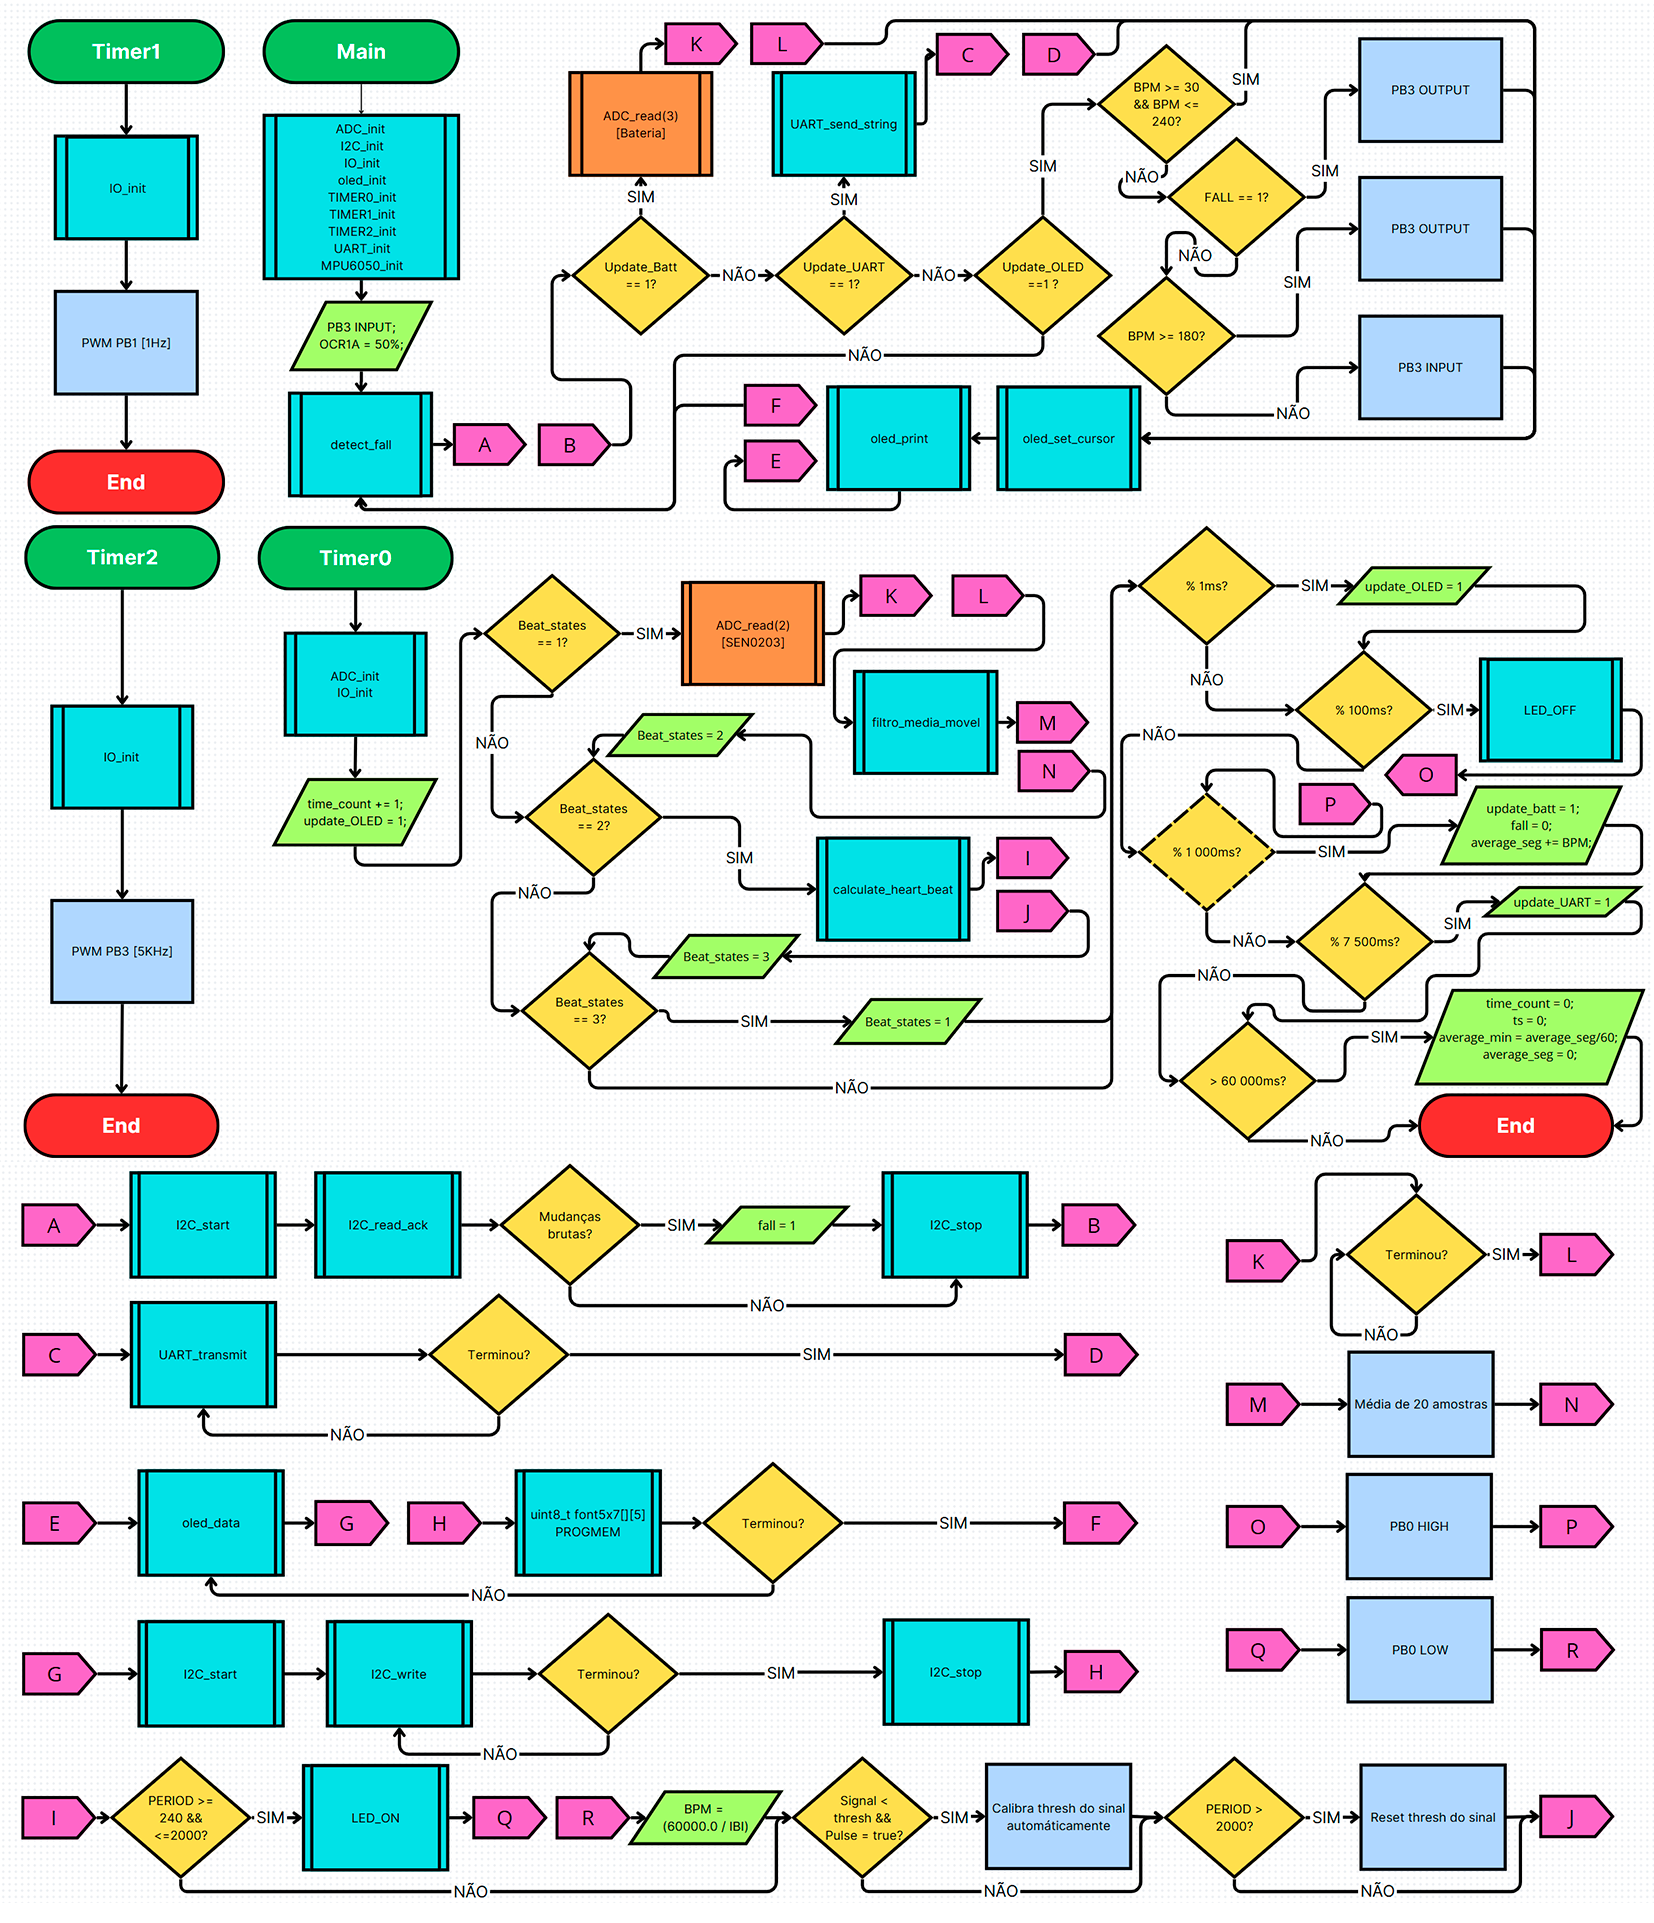 Timer1
IO_init
PWM PB1 [1Hz]
End
Main
ADC_init
I2C_init
IO_init
oled_init
TIMER0_init
TIMER1_init
TIMER2_init
UART_init
MPU6050_init
PB3 INPUT;
OCR1A = 50%;
detect_fall
A
B
K
L
ADC_read(3)
[Bateria]
SIM
Update_Batt
== 1?
NÃO
C
D
UART_send_string
SIM
Update_UART
== 1?
NÃO
Update_OLED
==1 ?
SIM
NÃO
BPM >= 30
&& BPM <=
240?
SIM
NÃO
FALL == 1?
SIM
NÃO
BPM >= 180?
SIM
NÃO
PB3 OUTPUT
PB3 OUTPUT
PB3 INPUT
F
E
oled_print
oled_set_cursor
Timer2
IO_init
PWM PB3 [5KHz]
End
Timer0
ADC_init
IO_init
time_count += 1;
update_OLED = 1;
Beat_states
== 1?
SIM
ADC_read(2)
[SEN0203]
K
L
NÃO
filtro_media_movel
M
N
Beat_states = 2
Beat_states
== 2?
SIM
calculate_heart_beat
I
J
NÃO
Beat_states = 3
Beat_states
== 3?
SIM
Beat_states = 1
NÃO
% 1ms?
SIM
update_OLED = 1
NÃO
% 100ms?
SIM
LED_OFF
NÃO
O
P
% 1 000ms?
SIM
update_batt = 1;
fall = 0;
average_seg += BPM;
NÃO
% 7 500ms?
SIM
update_UART = 1
NÃO
> 60 000ms?
SIM
time_count = 0;
ts = 0;
average_min = average_seg/60;
average_seg = 0;
NÃO
End
A
I2C_start
I2C_read_ack
Mudanças
brutas?
SIM
fall = 1
I2C_stop
B
NÃO
K
Terminou?
SIM
L
NÃO
C
UART_transmit
Terminou?
SIM
D
NÃO
M
Média de 20 amostras
N
E
oled_data
G
H
uint8_t font5x7[][5]
PROGMEM
Terminou?
SIM
F
NÃO
O
PB0 HIGH
P
G
I2C_start
I2C_write
Terminou?
SIM
I2C_stop
H
NÃO
Q
PB0 LOW
R
I
PERIOD >=
240 &&
<=2000?
SIM
LED_ON
Q
R
BPM =
(60000.0 / IBI)
NÃO
Signal <
thresh &&
Pulse = true?
SIM
Calibra thresh do sinal
automáticamente
NÃO
PERIOD >
2000?
SIM
Reset thresh do sinal
J
NÃO